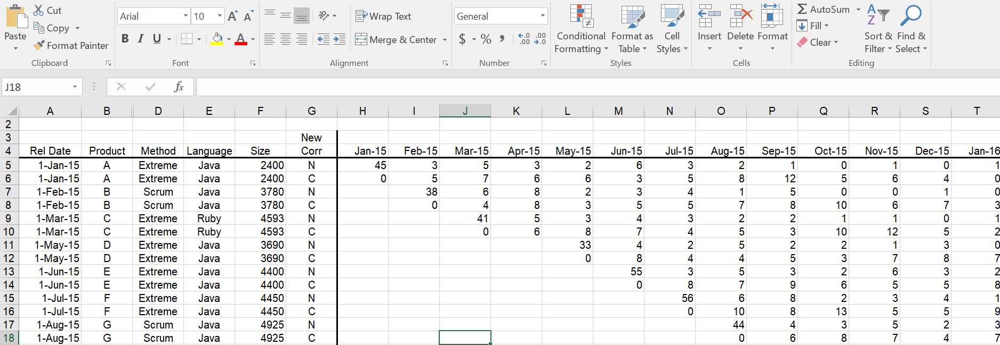 Cut
Copy
Format Painter
Paste
Clipboard
Arial 10 A A
B I U A
Font
Wrap Text
Merge & Center
Alignment
General
$ % , .0 .00 .00 .0
Number
Conditional Formatting
Format as Table
Cell Styles
Styles
Insert Delete Format
Cells
AutoSum
Fill
Clear
A Z
Sort & Filter
Find & Select
Editing
J18 fx
A B D E F G H I J K L M N O P Q R S T
2
3 New
4 Rel Date Product Method Language Size Corr Jan-15 Feb-15 Mar-15 Apr-15 May-15 Jun-15 Jul-15 Aug-15 Sep-15 Oct-15 Nov-15 Dec-15 Jan-16
5 1-Jan-15 A Extreme Java 2400 N 45 3 5 3 2 6 3 2 1 0 1 0 1
6 1-Jan-15 A Extreme Java 2400 C 0 5 7 6 6 3 5 8 12 5 6 4 0
7 1-Feb-15 B Scrum Java 3780 N 38 6 8 2 3 4 1 5 0 0 1 0
8 1-Feb-15 B Scrum Java 3780 C 0 4 8 3 5 5 7 8 10 6 7 3
9 1-Mar-15 C Extreme Ruby 4593 N 41 5 3 4 3 2 2 1 1 0 1
10 1-Mar-15 C Extreme Ruby 4593 C 0 6 8 7 4 5 3 10 12 5 2
11 1-May-15 D Extreme Java 3690 N 33 4 2 5 2 2 1 3 0
12 1-May-15 D Extreme Java 3690 C 0 8 4 4 5 3 7 8 7
13 1-Jun-15 E Extreme Java 4400 N 55 3 5 3 2 6 3 2
14 1-Jun-15 E Extreme Java 4400 C 0 8 7 9 6 5 5 8
15 1-Jul-15 F Extreme Java 4450 N 56 6 8 2 3 4 1
16 1-Jul-15 F Extreme Java 4450 C 0 10 8 13 5 5 9
17 1-Aug-15 G Scrum Java 4925 N 44 4 3 5 2 3
18 1-Aug-15 G Scrum Java 4925 C 0 6 8 7 4 7